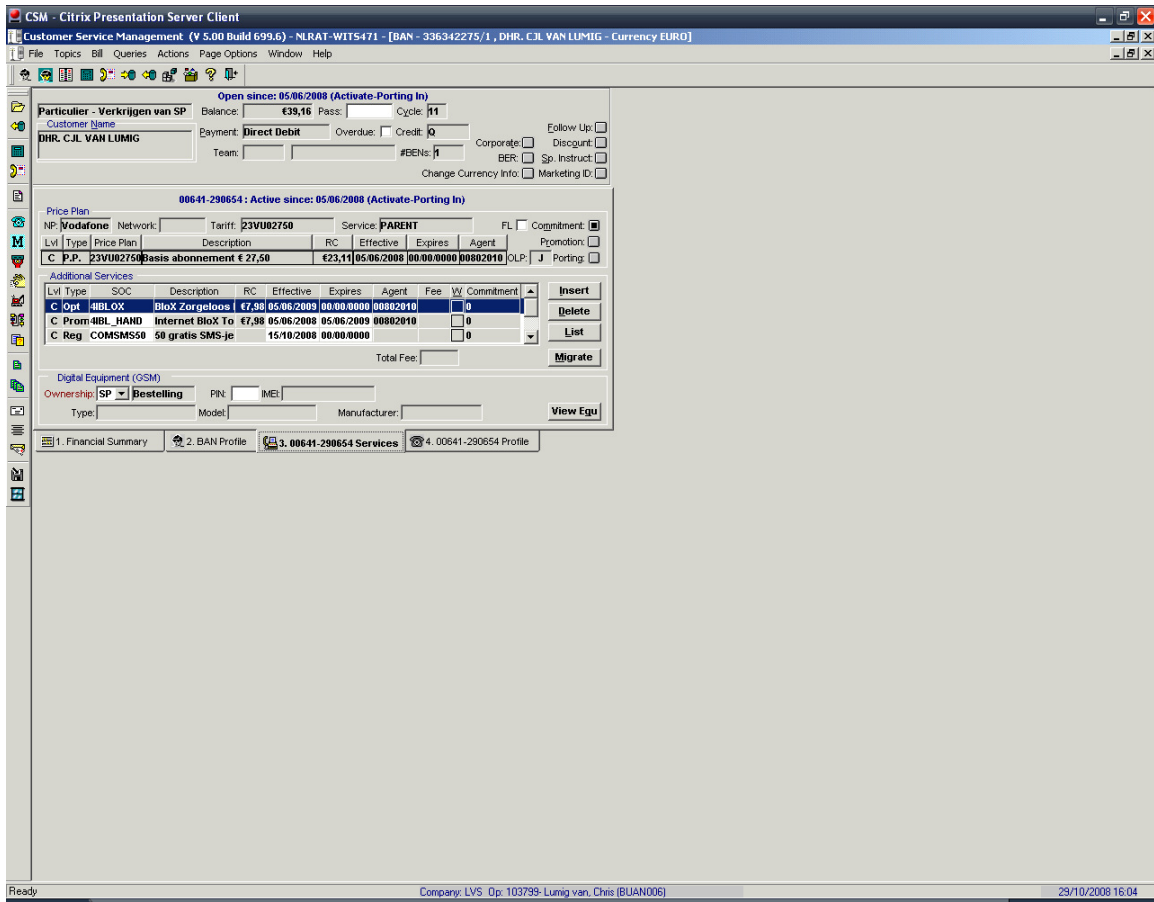 CSM - Citrix Presentation Server Client
Customer Service Management (V 5.00 Build 699.6) - NLRAT-WITS471 - [BAN - 336342275/1 , DHR. CJL VAN LUMIG - Currency EURO]
File Topics Bill Queries Actions Page Options Window Help
Open since: 05/06/2008 (Activate-Porting In)
Particulier - Verkrijgen van SP Balance: €39,16 Pass: Cycle: 11
Customer Name
DHR. CJL VAN LUMIG
Payment: Direct Debit Overdue: Credit: Q
Team: #BENs: 1
Follow Up:
Corporate: Discount:
BER: Sp. Instruct:
Change Currency Info: Marketing ID:
00641-290654 : Active since: 05/06/2008 (Activate-Porting In)
Price Plan
NP: Vodafone Network: Tariff: 23VU02750 Service: PARENT FL Commitment:
Lvl Type Price Plan Description RC Effective Expires Agent Promotion:
C P.P. 23VU02750 Basis abonnement € 27,50 €23,11 05/06/2008 00/00/0000 00802010 OLP: J Porting:
Additional Services
Lvl Type SOC Description RC Effective Expires Agent Fee W Commitment Insert
C Opt 4IBLOX BloX Zorgeloos I €7,98 05/06/2009 00/00/0000 00802010 0
Delete
C Prom 4IBL_HAND Internet BloX To €7,98 05/06/2008 05/06/2009 00802010 0
C Reg COMSMS50 50 gratis SMS-je 15/10/2008 00/00/0000 0 List
Total Fee: Migrate
Digital Equipment (GSM)
Ownership: SP Bestelling PIN: IMEI:
Type: Model: Manufacturer: View Equ
1. Financial Summary 2. BAN Profile 3. 00641-290654 Services 4. 00641-290654 Profile
Ready Company: LVS Op: 103799- Lumig van, Chris (BUAN006) 29/10/2008 16:04